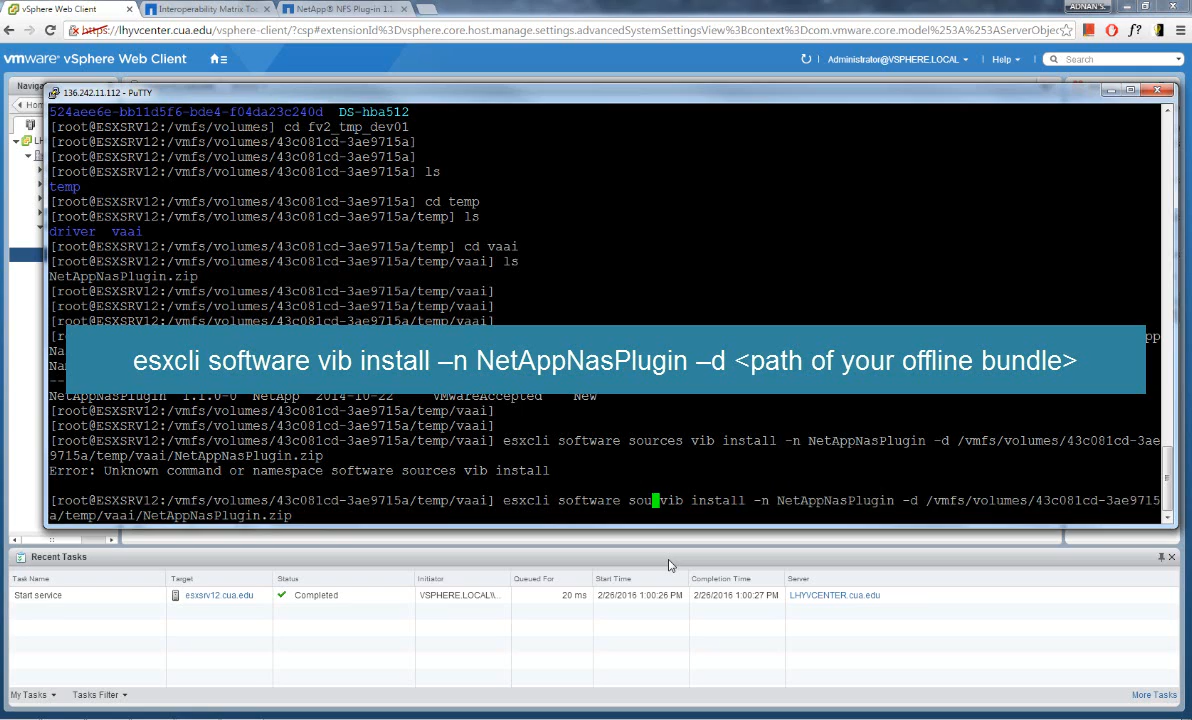 vSphere Web Client
Interoperability Matrix Too
NetApp® NFS Plug-in 1.1
ADNAN'S.
https://lhyvcenter.cua.edu/vsphere-client/?csp#extensionId%3Dvsphere.core.host.manage.settings.advancedSystemSettingsView%3Bcontext%3Dcom.vmware.core.model%253A%253AServerObjec
f?
vmware® vSphere Web Client
Administrator@VSPHERE.LOCAL
Help
Search
Naviga
Hom
LH
136.242.11.112 - PuTTY
524aee6e-bb11d5f6-bde4-f04da23c240d DS-hba512
[root@ESXSRV12:/vmfs/volumes] cd fv2_tmp_dev01
[root@ESXSRV12:/vmfs/volumes/43c081cd-3ae9715a]
[root@ESXSRV12:/vmfs/volumes/43c081cd-3ae9715a]
[root@ESXSRV12:/vmfs/volumes/43c081cd-3ae9715a] ls
temp
[root@ESXSRV12:/vmfs/volumes/43c081cd-3ae9715a] cd temp
[root@ESXSRV12:/vmfs/volumes/43c081cd-3ae9715a/temp] ls
driver vaai
[root@ESXSRV12:/vmfs/volumes/43c081cd-3ae9715a/temp] cd vaai
[root@ESXSRV12:/vmfs/volumes/43c081cd-3ae9715a/temp/vaai] ls
NetAppNasPlugin.zip
[root@ESXSRV12:/vmfs/volumes/43c081cd-3ae9715a/temp/vaai]
[root@ESXSRV12:/vmfs/volumes/43c081cd-3ae9715a/temp/vaai]
[root@ESXSRV12:/vmfs/volumes/43c081cd-3ae9715a/temp/vaai]
esxcli software vib install –n NetAppNasPlugin –d <path of your offline bundle>
NetAppNasPlugin 1.1.0-0 NetApp 2014-10-22 VMwareAccepted New
[root@ESXSRV12:/vmfs/volumes/43c081cd-3ae9715a/temp/vaai]
[root@ESXSRV12:/vmfs/volumes/43c081cd-3ae9715a/temp/vaai]
[root@ESXSRV12:/vmfs/volumes/43c081cd-3ae9715a/temp/vaai] esxcli software sources vib install -n NetAppNasPlugin -d /vmfs/volumes/43c081cd-3ae
9715a/temp/vaai/NetAppNasPlugin.zip
Error: Unknown command or namespace software sources vib install
[root@ESXSRV12:/vmfs/volumes/43c081cd-3ae9715a/temp/vaai] esxcli software sou vib install -n NetAppNasPlugin -d /vmfs/volumes/43c081cd-3ae9715
a/temp/vaai/NetAppNasPlugin.zip
Recent Tasks
Task Name Target Status Initiator Queued For Start Time Completion Time Server
Start service esxsrv12.cua.edu Completed VSPHERE.LOCAL\\... 20 ms 2/26/2016 1:00:26 PM 2/26/2016 1:00:27 PM LHYVCENTER.cua.edu
My Tasks Tasks Filter More Tasks